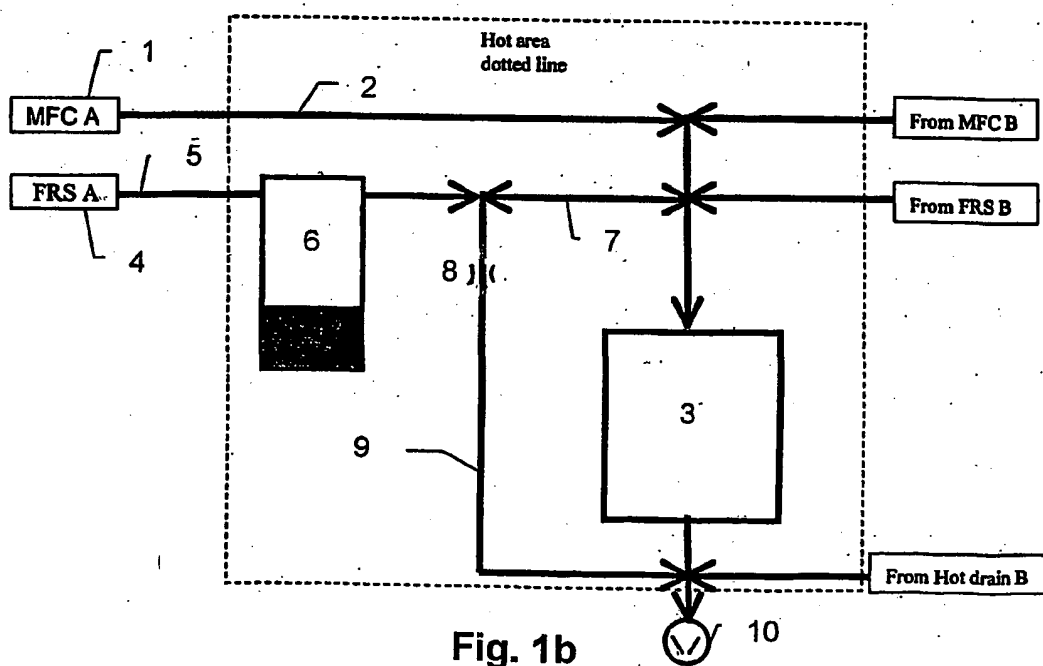 Hot area
dotted line
1
2
MFC A
From MFC B
5
FRS A
From FRS B
4
6
7
8
3
9
From Hot drain B
10
Fig. 1b